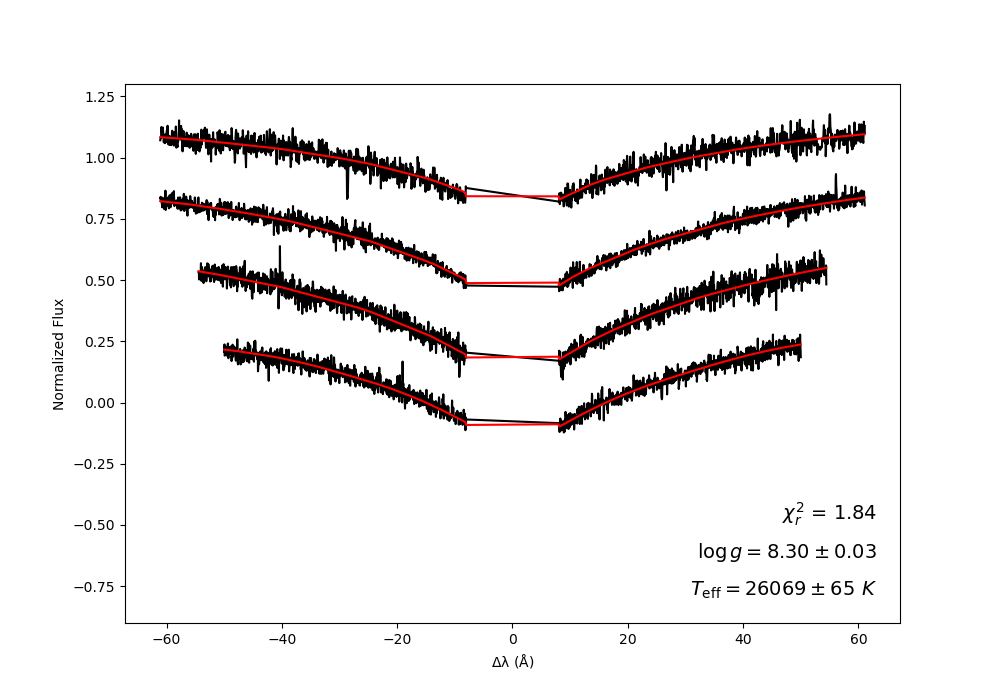 1.25
1.00
0.75
0.50
0.25
0.00
−0.25
−0.50
−0.75
Normalized Flux
χ²ᵣ = 1.84
log g = 8.30 ± 0.03
T_eff = 26069 ± 65 K
−60 −40 −20 0 20 40 60
Δλ (Å)